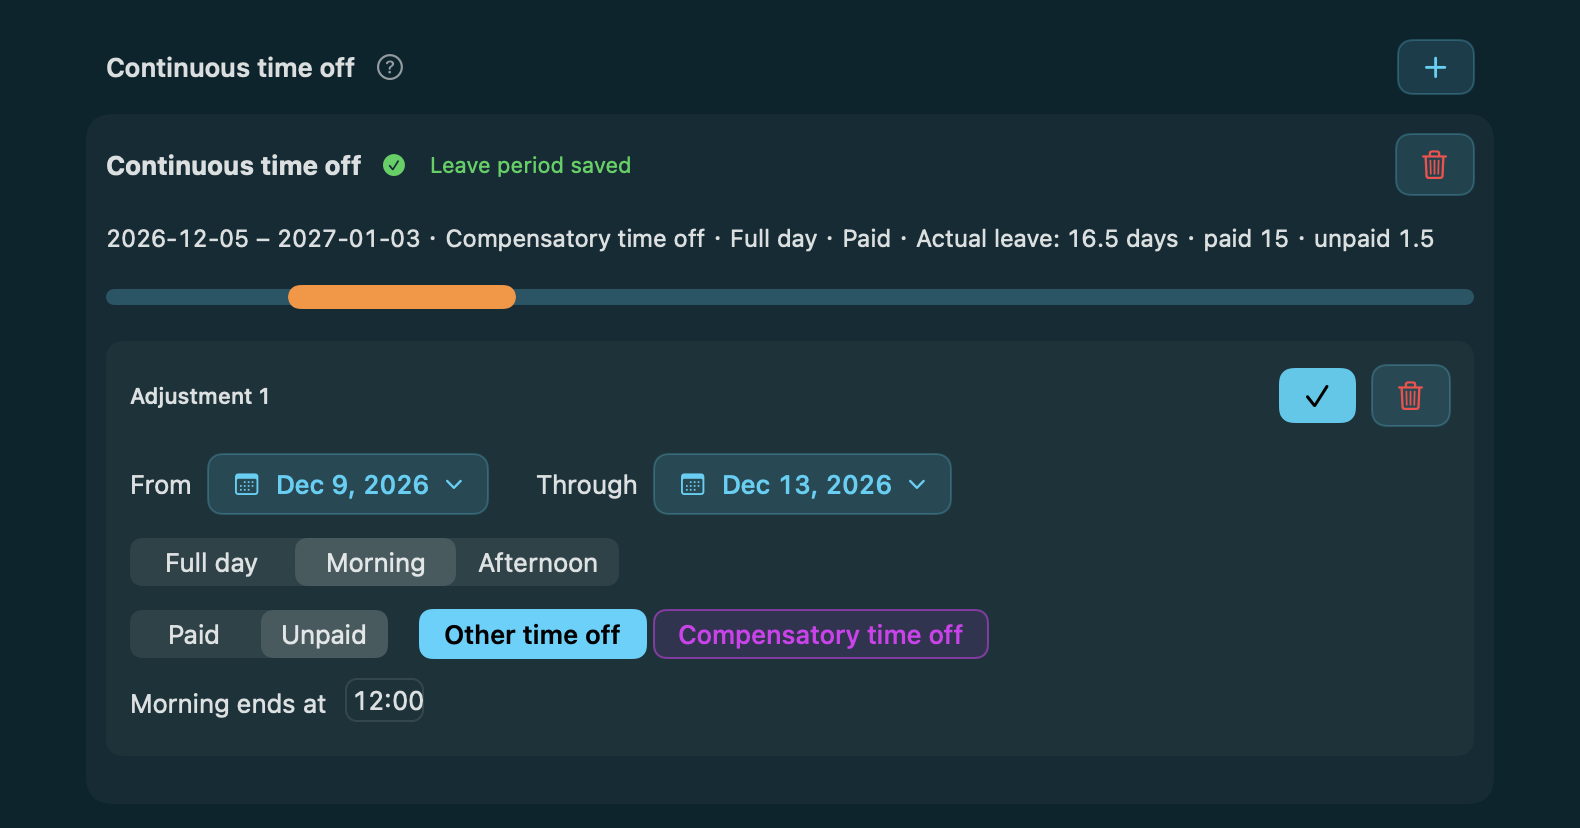 Continuous time off ?
+
Continuous time off Leave period saved
2026-12-05 – 2027-01-03 · Compensatory time off · Full day · Paid · Actual leave: 16.5 days · paid 15 · unpaid 1.5
Adjustment 1
From Dec 9, 2026 Through Dec 13, 2026
Full day Morning Afternoon
Paid Unpaid Other time off Compensatory time off
Morning ends at 12:00